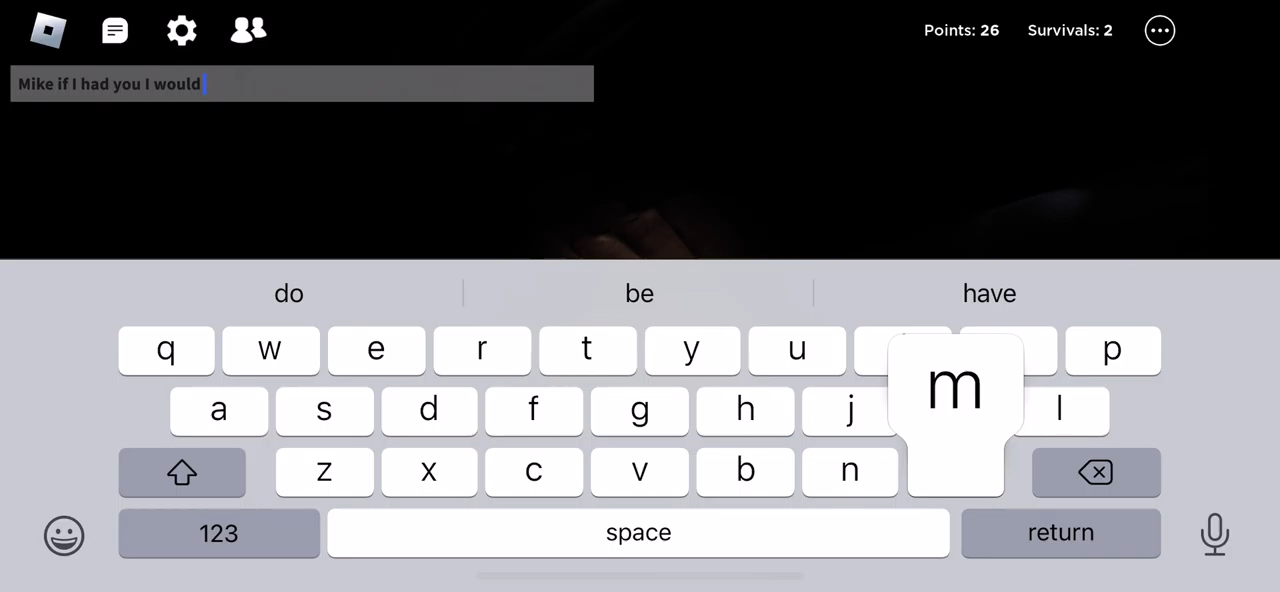 Points: 26 Survivals: 2
Mike if I had you I would
do be have
q w e r t y u p
a s d f g h j l
m
z x c v b n
123 space return